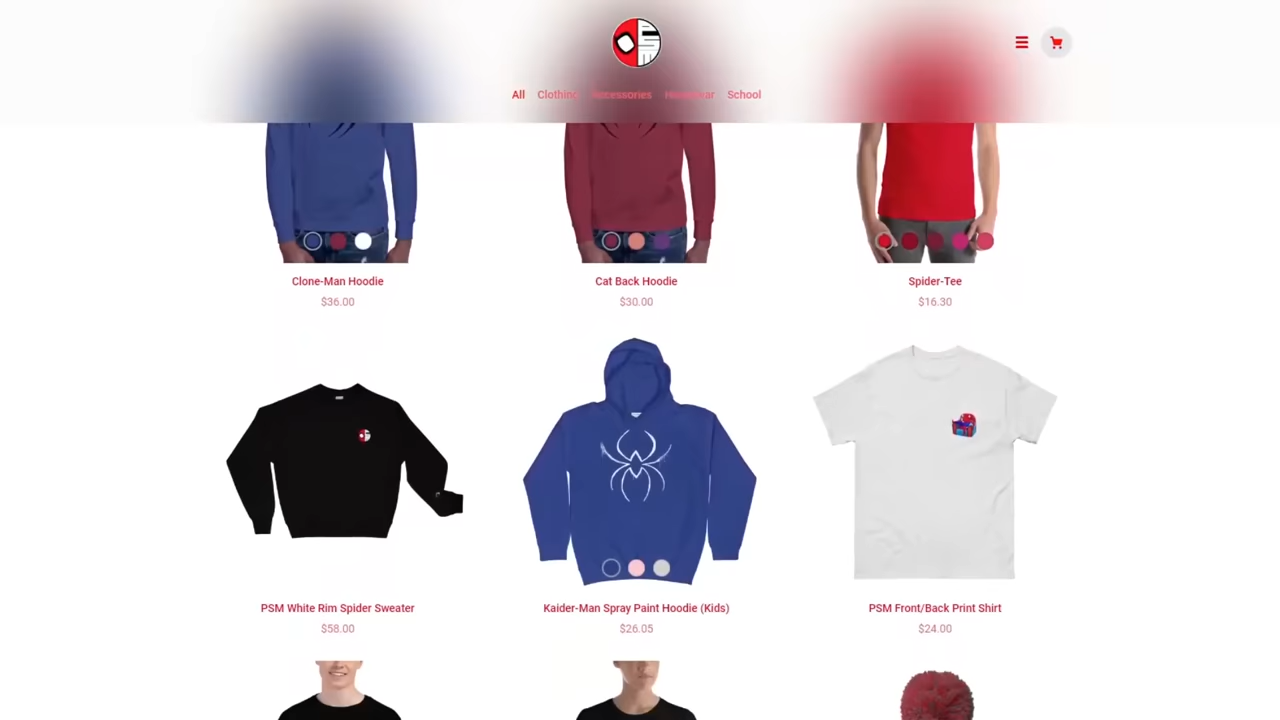 All Clothing Accessories Headwear School
Clone-Man Hoodie
$36.00
Cat Back Hoodie
$30.00
Spider-Tee
$16.30
PSM White Rim Spider Sweater
$58.00
Kaider-Man Spray Paint Hoodie (Kids)
$26.05
PSM Front/Back Print Shirt
$24.00